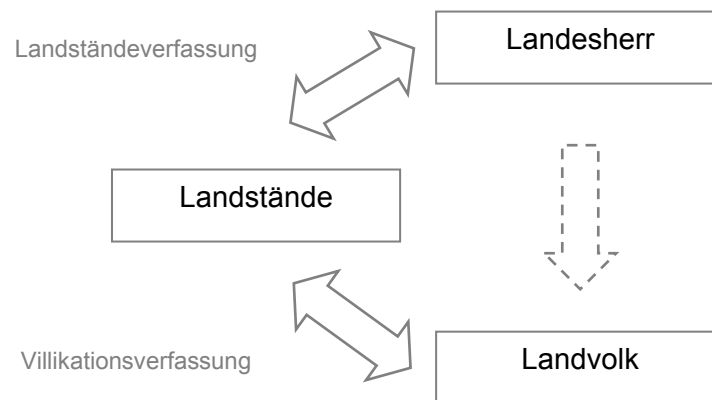 Landständeverfassung
Landesherr
Landstände
Villikationsverfassung
Landvolk